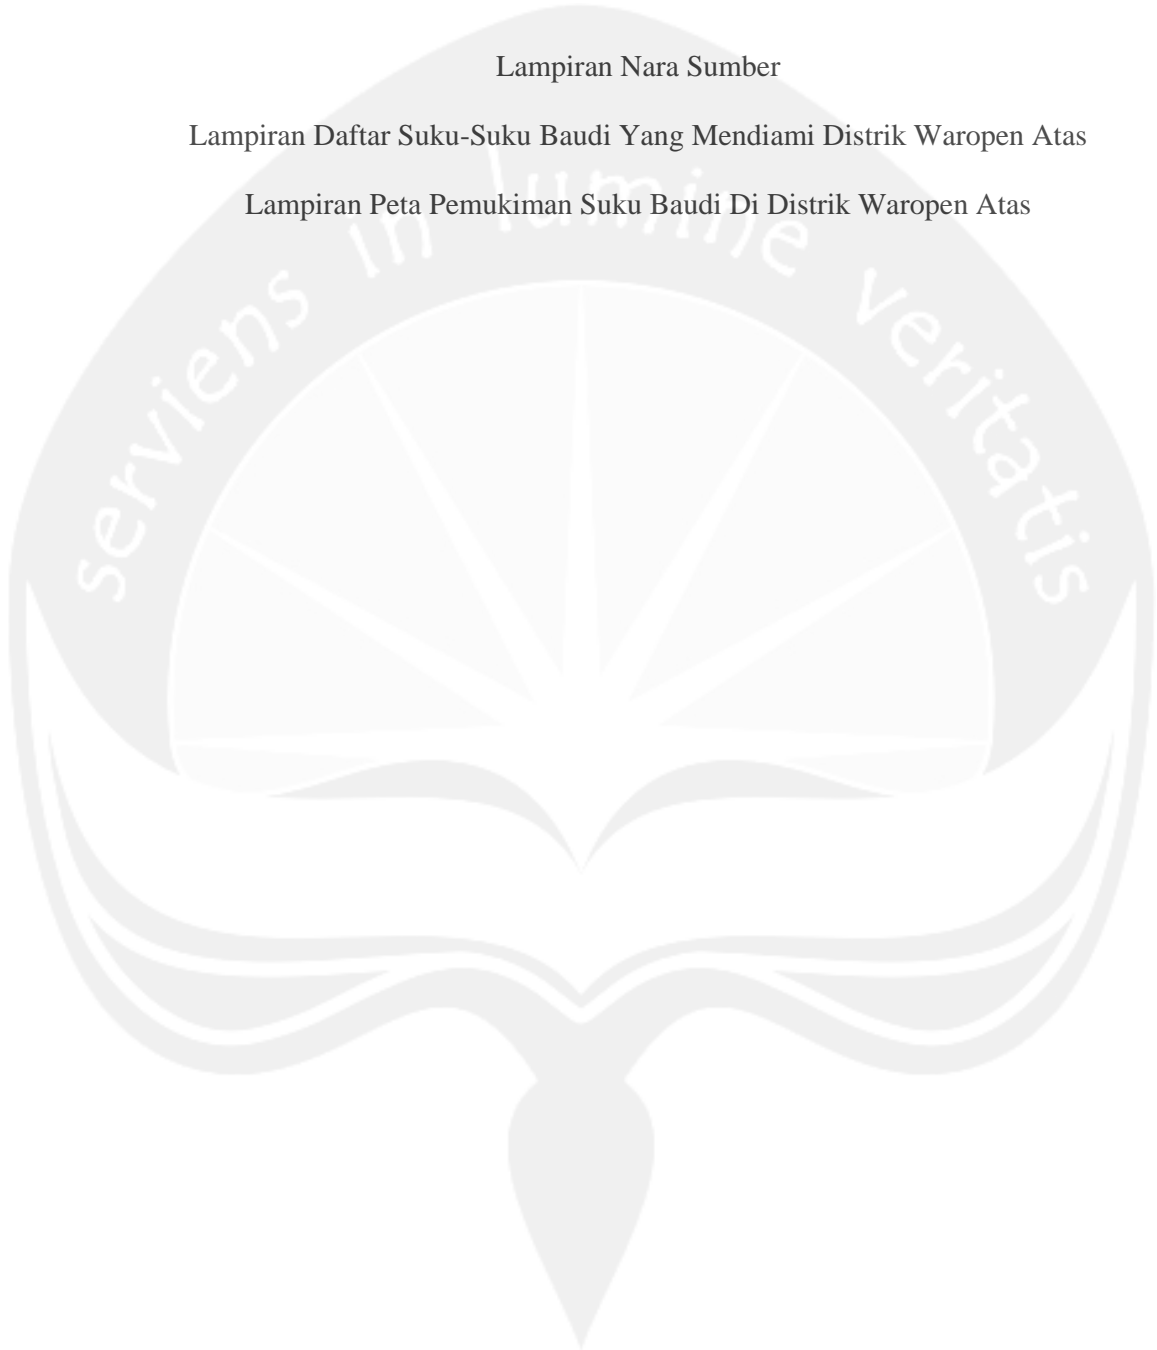 Lampiran Nara Sumber
Lampiran Daftar Suku-Suku Baudi Yang Mendiami Distrik Waropen Atas
Lampiran Peta Pemukiman Suku Baudi Di Distrik Waropen Atas
serviens in lumine veritatis